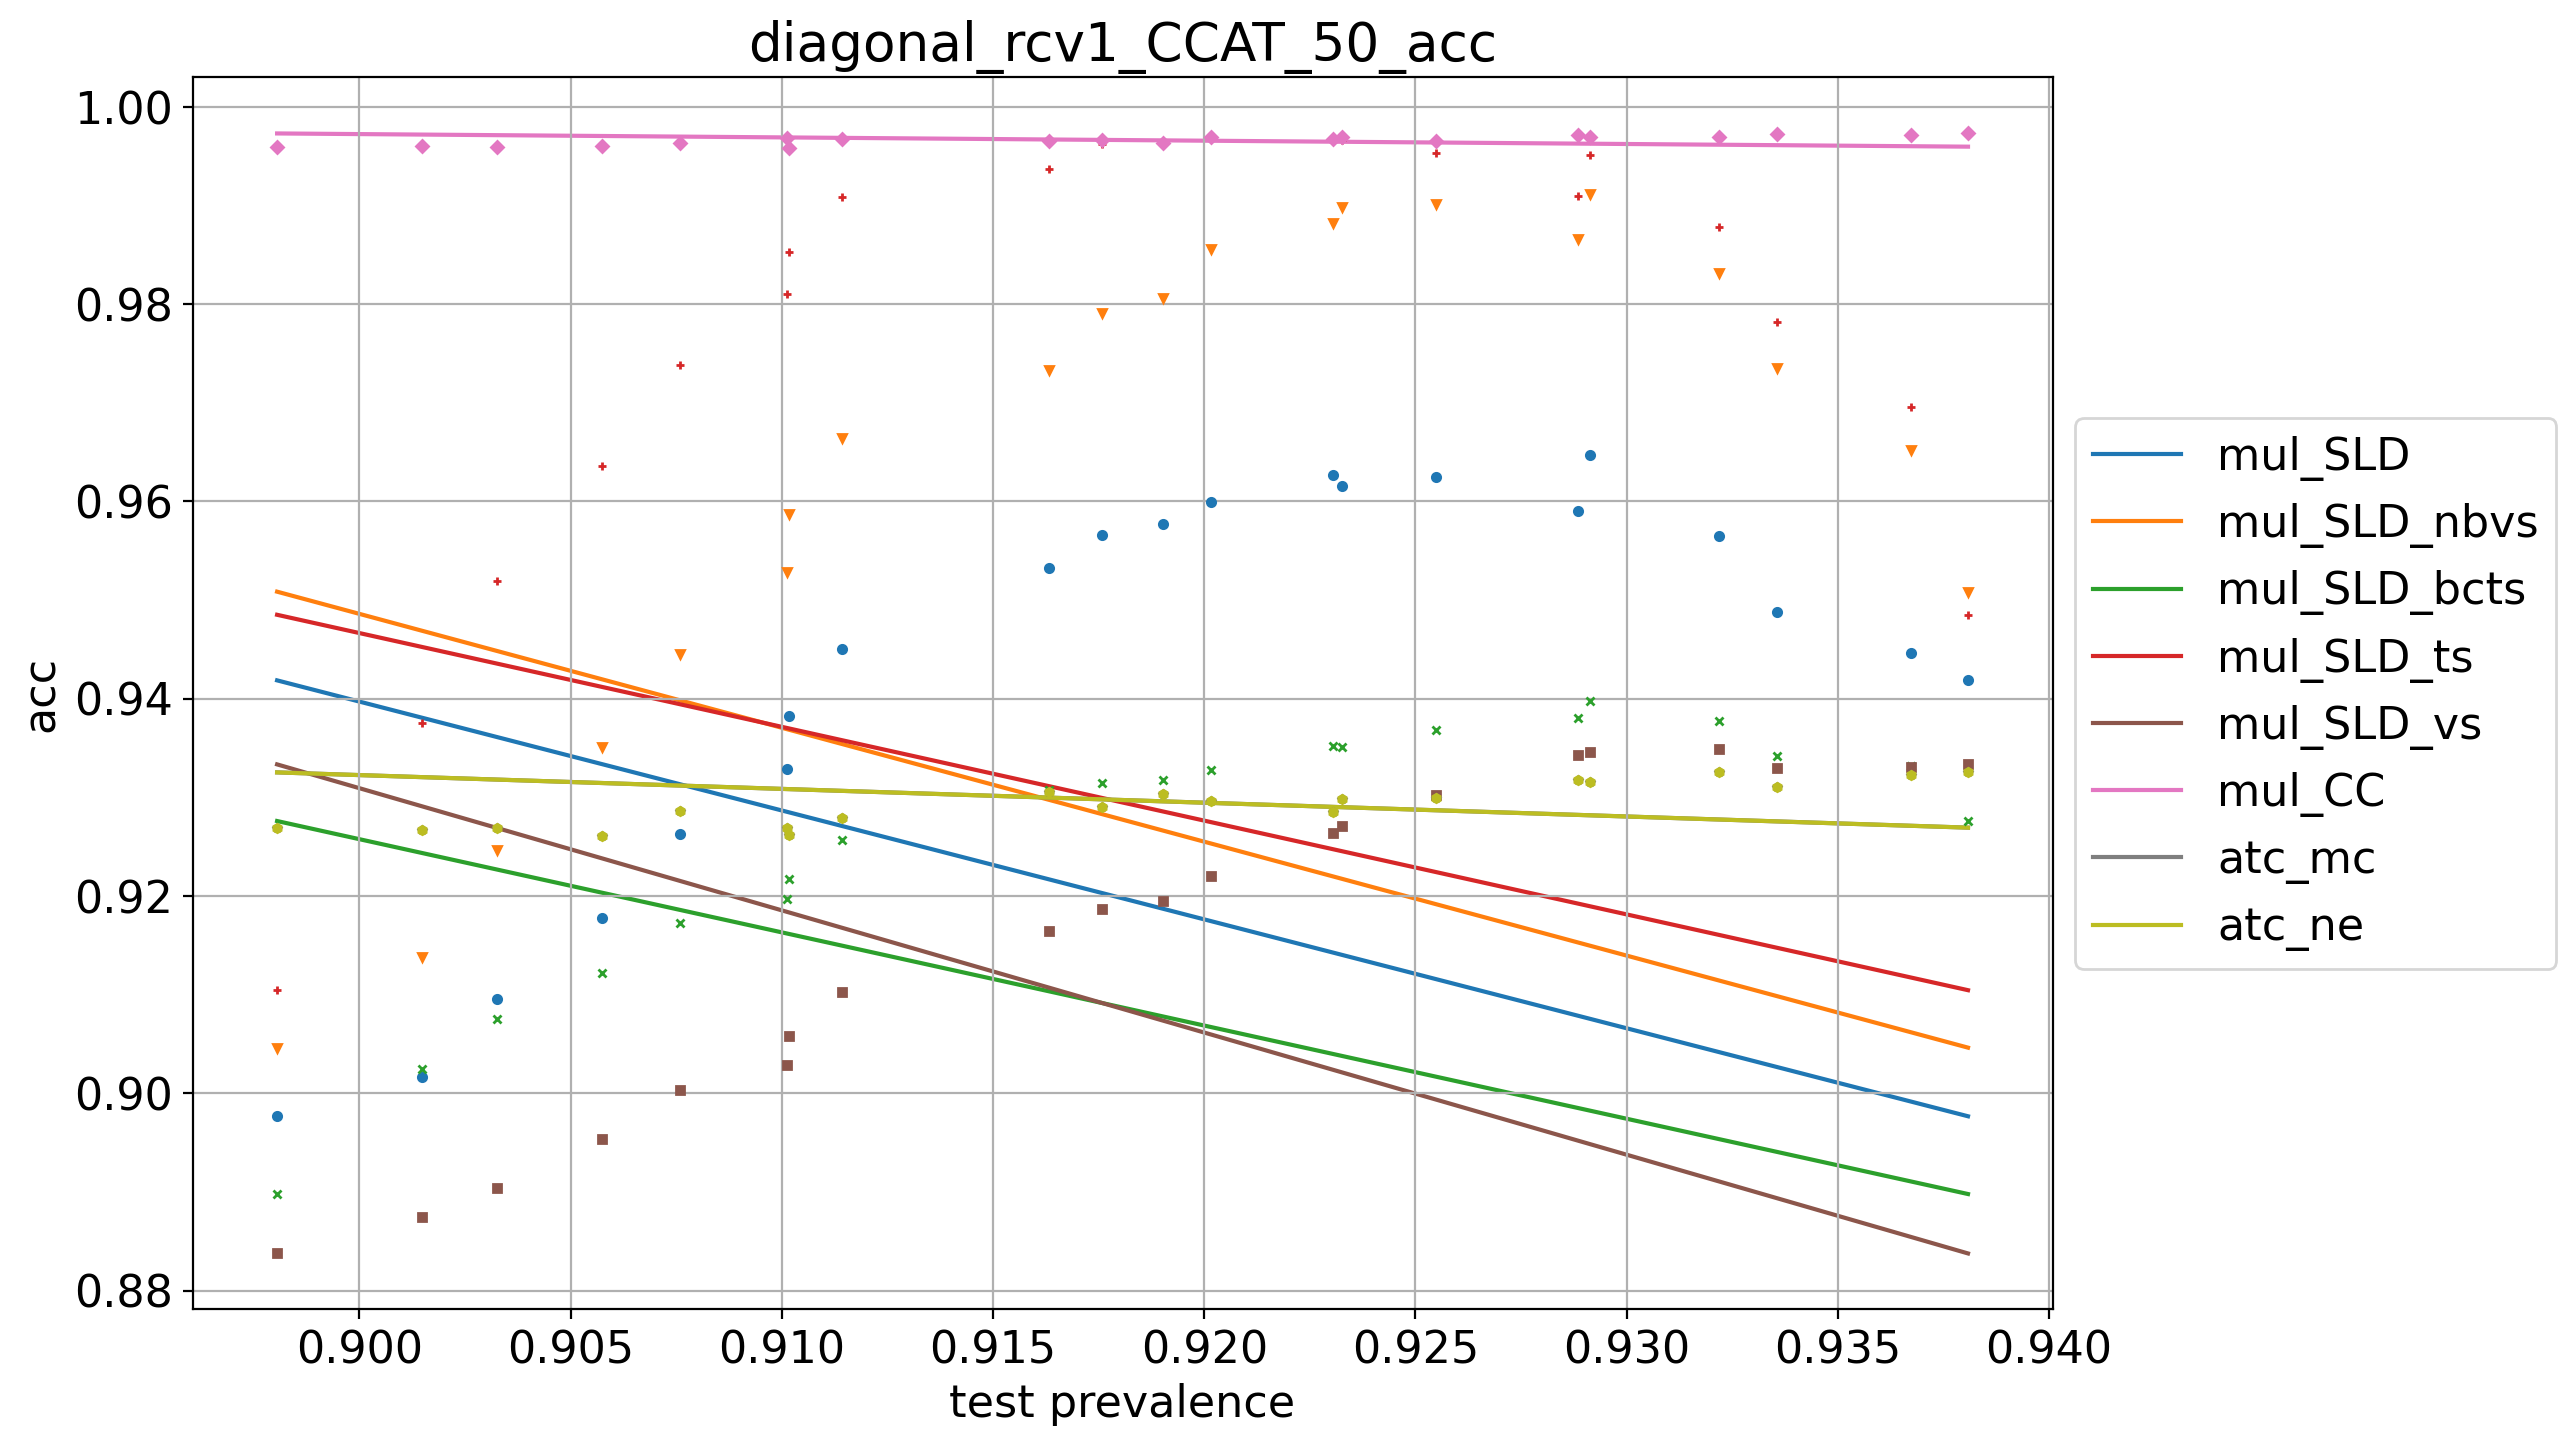 diagonal_rcv1_CCAT_50_acc
1.00
0.98
0.96
0.94
0.92
0.90
0.88
acc
0.900 0.905 0.910 0.915 0.920 0.925 0.930 0.935 0.940
test prevalence
mul_SLD
mul_SLD_nbvs
mul_SLD_bcts
mul_SLD_ts
mul_SLD_vs
mul_CC
atc_mc
atc_ne